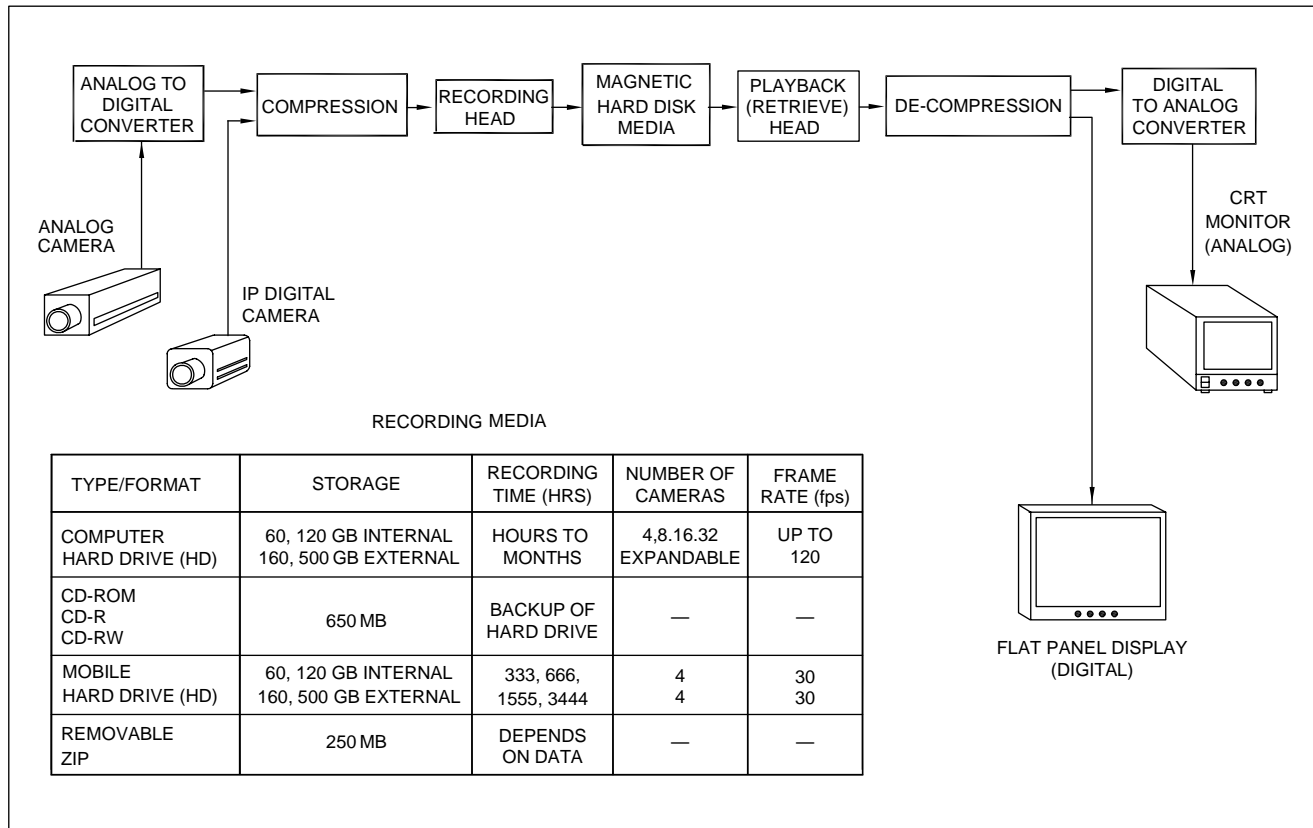 ANALOG TO
DIGITAL
CONVERTER
COMPRESSION
RECORDING
HEAD
MAGNETIC
HARD DISK
MEDIA
PLAYBACK
(RETRIEVE)
HEAD
DE-COMPRESSION
DIGITAL
TO ANALOG
CONVERTER
ANALOG
CAMERA
IP DIGITAL
CAMERA
CRT
MONITOR
(ANALOG)
FLAT PANEL DISPLAY
(DIGITAL)
RECORDING MEDIA
TYPE/FORMAT
STORAGE
RECORDING
TIME (HRS)
NUMBER OF
CAMERAS
FRAME
RATE (fps)
COMPUTER
HARD DRIVE (HD)
60, 120 GB INTERNAL
160, 500 GB EXTERNAL
HOURS TO
MONTHS
4,8.16.32
EXPANDABLE
UP TO
120
CD-ROM
CD-R
CD-RW
650 MB
BACKUP OF
HARD DRIVE
—
—
MOBILE
HARD DRIVE (HD)
60, 120 GB INTERNAL
160, 500 GB EXTERNAL
333, 666,
1555, 3444
4
4
30
30
REMOVABLE
ZIP
250 MB
DEPENDS
ON DATA
—
—